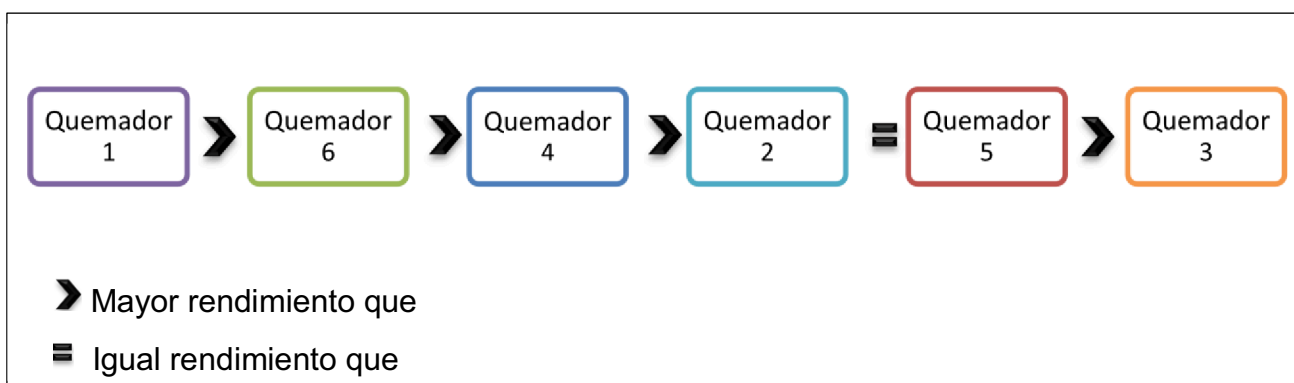 Quemador
1
Quemador
6
Quemador
4
Quemador
2
=
Quemador
5
Quemador
3
Mayor rendimiento que
= Igual rendimiento que